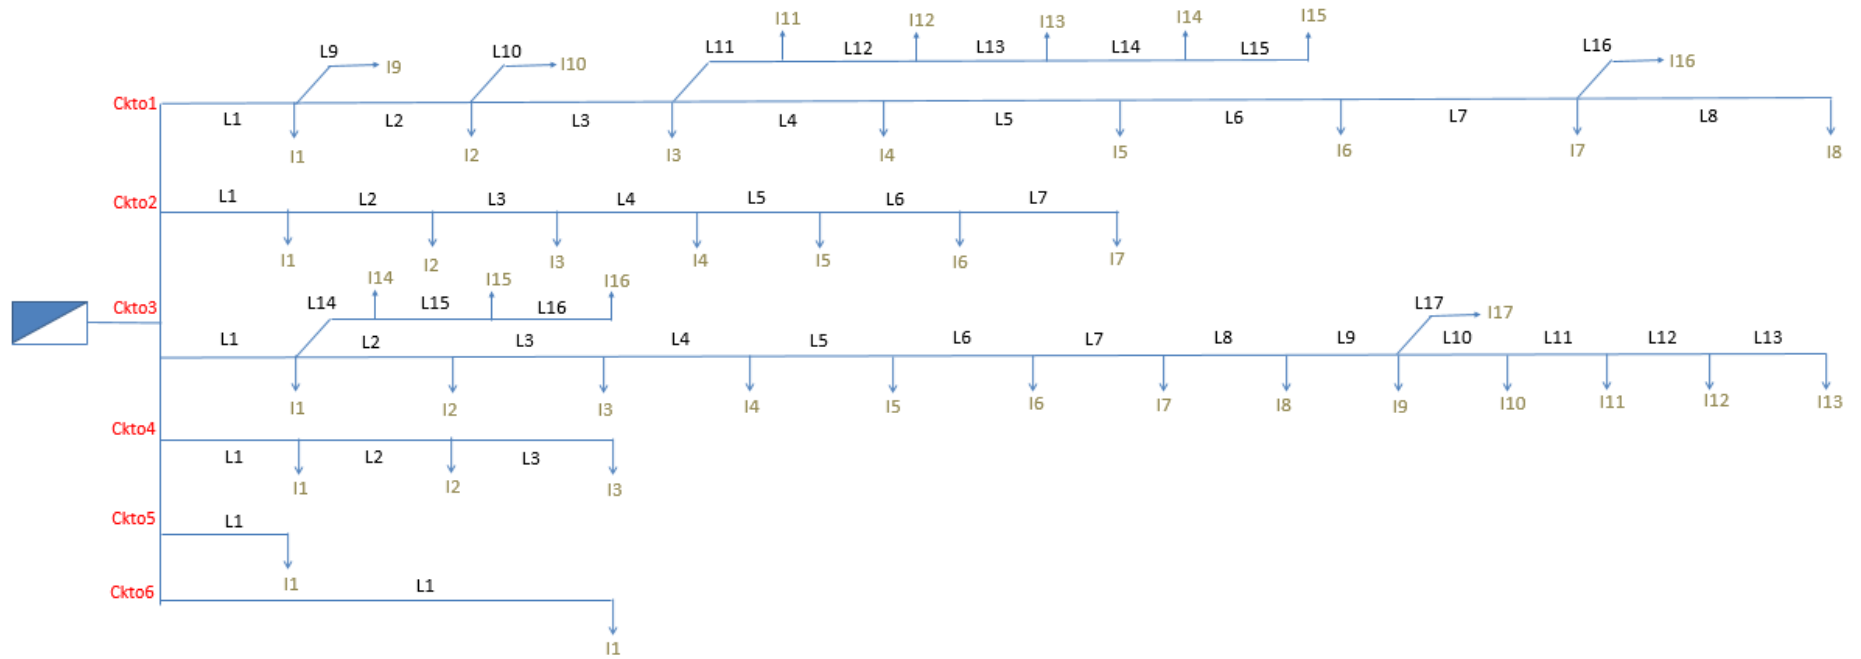 I11 I12 I13 I14 I15
L9 I9 L10 I10 L11 L12 L13 L14 L15 L16 I16
Ckto1
L1 L2 L3 L4 L5 L6 L7 L8
I1 I2 I3 I4 I5 I6 I7 I8
Ckto2
L1 L2 L3 L4 L5 L6 L7
I1 I2 I3 I4 I5 I6 I7
I14 I15 I16
Ckto3
L14 L15 L16 L17 I17
L1 L2 L3 L4 L5 L6 L7 L8 L9 L10 L11 L12 L13
I1 I2 I3 I4 I5 I6 I7 I8 I9 I10 I11 I12 I13
Ckto4
L1 L2 L3
I1 I2 I3
Ckto5
L1
I1
Ckto6
L1
I1